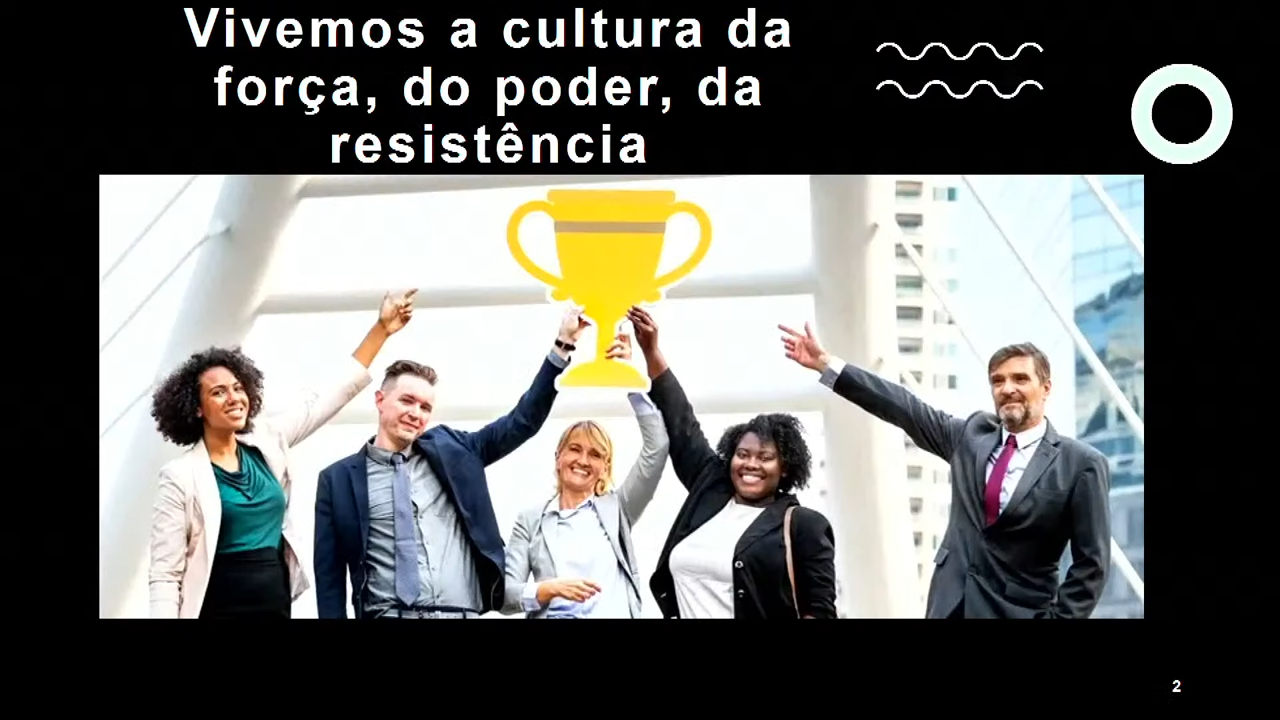 Vivemos a cultura da
força, do poder, da
resistência
2